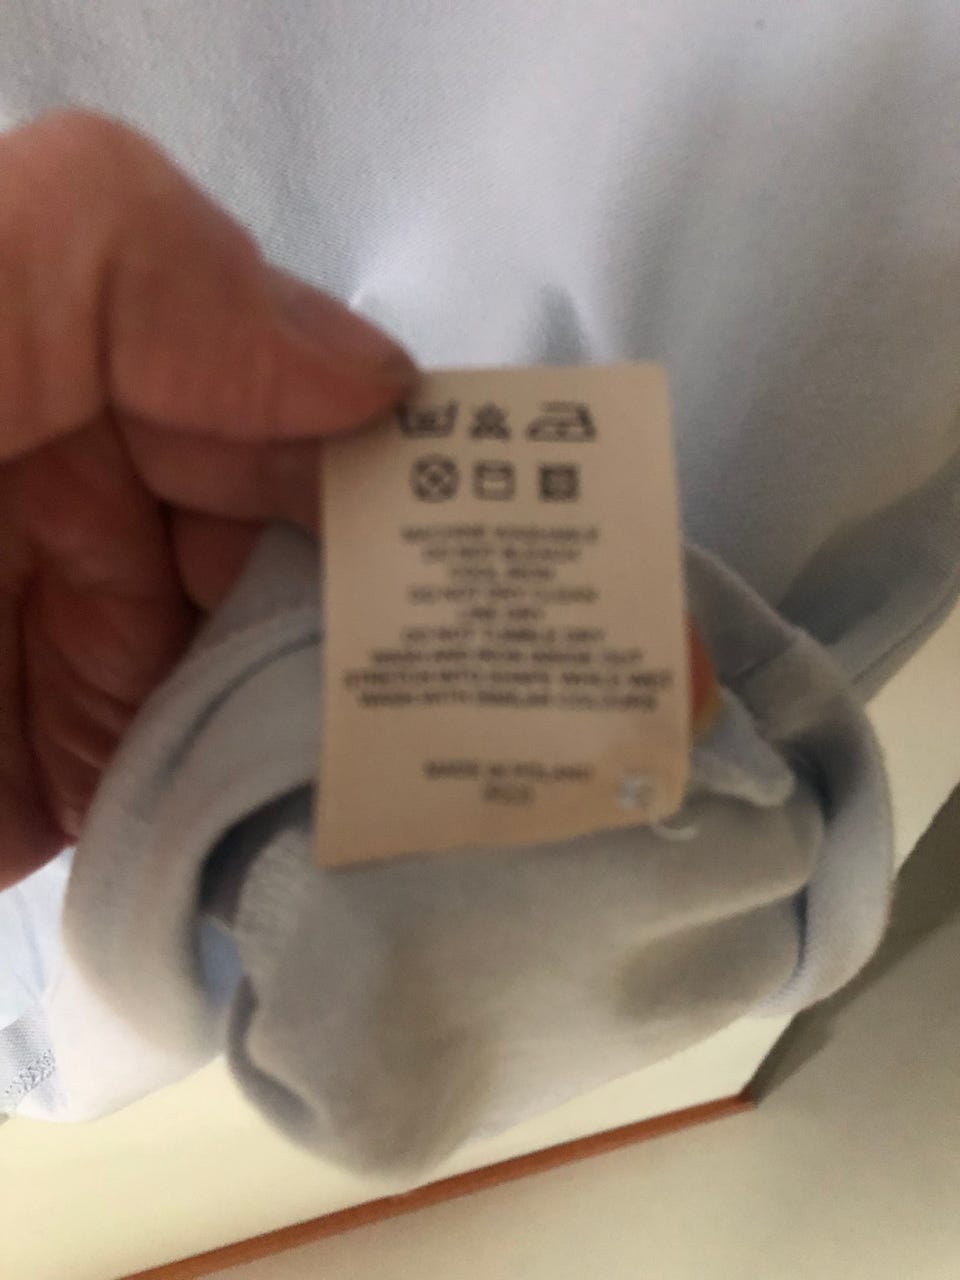 MACHINE WASHABLE
DO NOT BLEACH
COOL IRON
DO NOT DRY CLEAN
LINE DRY
DO NOT TUMBLE DRY
WASH AND IRON INSIDE OUT
STRETCH INTO SHAPE WHILE WET
WASH WITH SIMILAR COLOURS
MADE IN POLAND